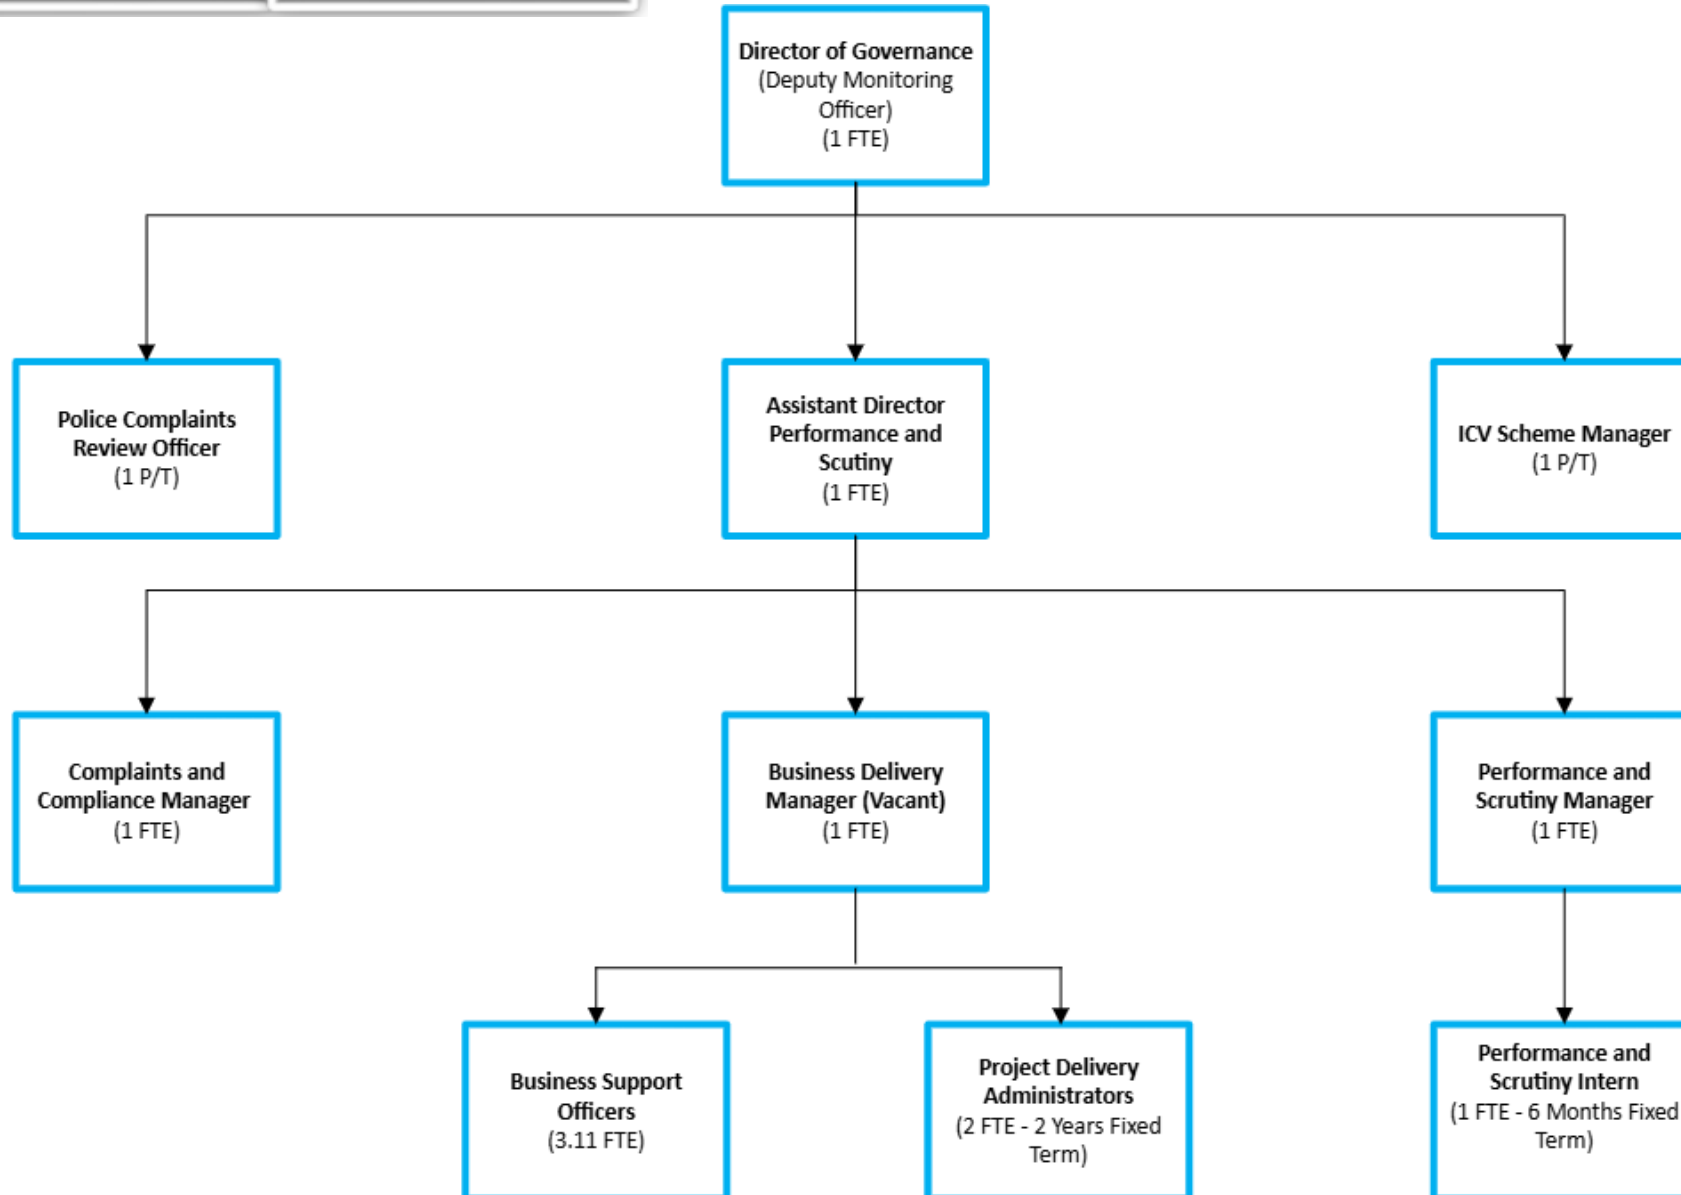 Director of Governance
(Deputy Monitoring
Officer)
(1 FTE)
Police Complaints
Review Officer
(1 P/T)
Assistant Director
Performance and
Scutiny
(1 FTE)
ICV Scheme Manager
(1 P/T)
Complaints and
Compliance Manager
(1 FTE)
Business Delivery
Manager (Vacant)
(1 FTE)
Performance and
Scrutiny Manager
(1 FTE)
Business Support
Officers
(3.11 FTE)
Project Delivery
Administrators
(2 FTE - 2 Years Fixed
Term)
Performance and
Scrutiny Intern
(1 FTE - 6 Months Fixed
Term)